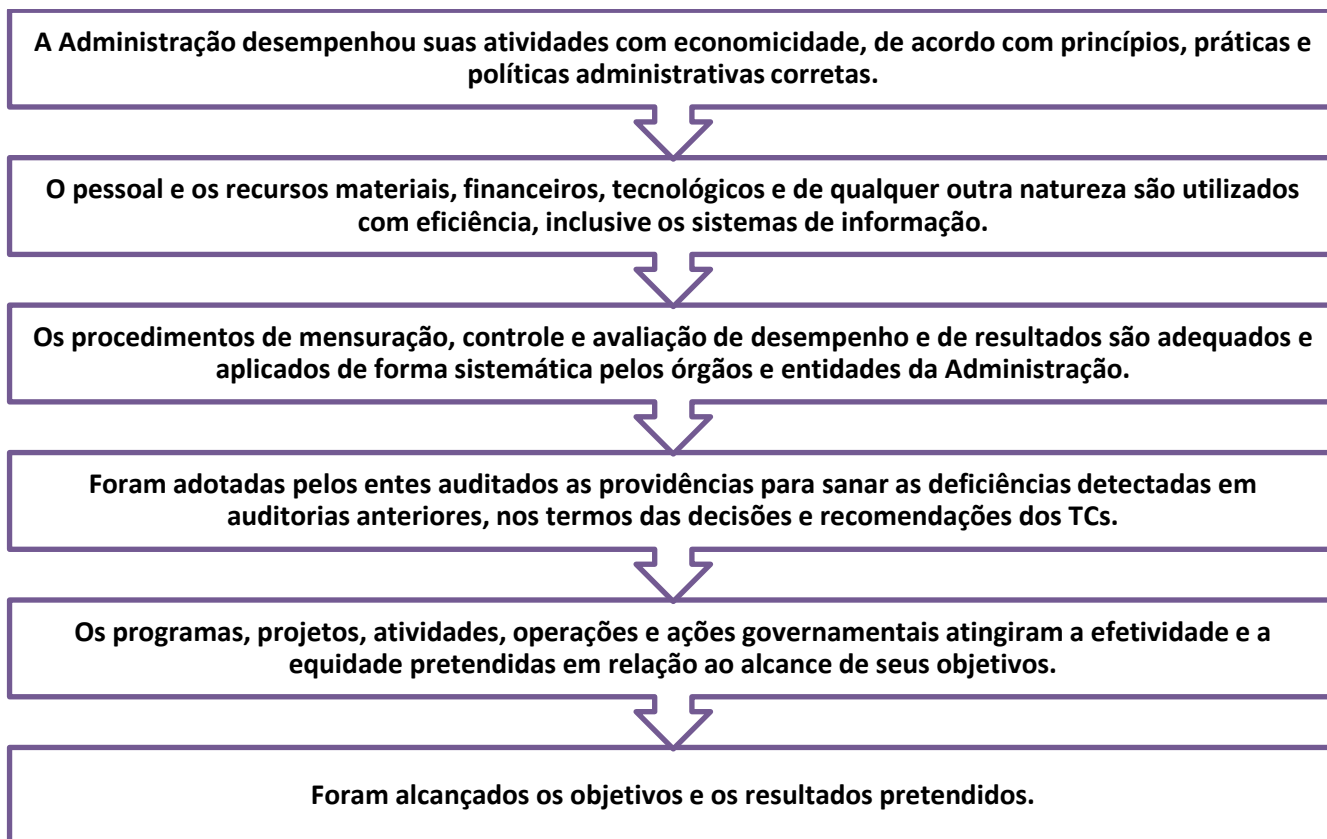 A Administração desempenhou suas atividades com economicidade, de acordo com princípios, práticas e
políticas administrativas corretas.
O pessoal e os recursos materiais, financeiros, tecnológicos e de qualquer outra natureza são utilizados
com eficiência, inclusive os sistemas de informação.
Os procedimentos de mensuração, controle e avaliação de desempenho e de resultados são adequados e
aplicados de forma sistemática pelos órgãos e entidades da Administração.
Foram adotadas pelos entes auditados as providências para sanar as deficiências detectadas em
auditorias anteriores, nos termos das decisões e recomendações dos TCs.
Os programas, projetos, atividades, operações e ações governamentais atingiram a efetividade e a
equidade pretendidas em relação ao alcance de seus objetivos.
Foram alcançados os objetivos e os resultados pretendidos.